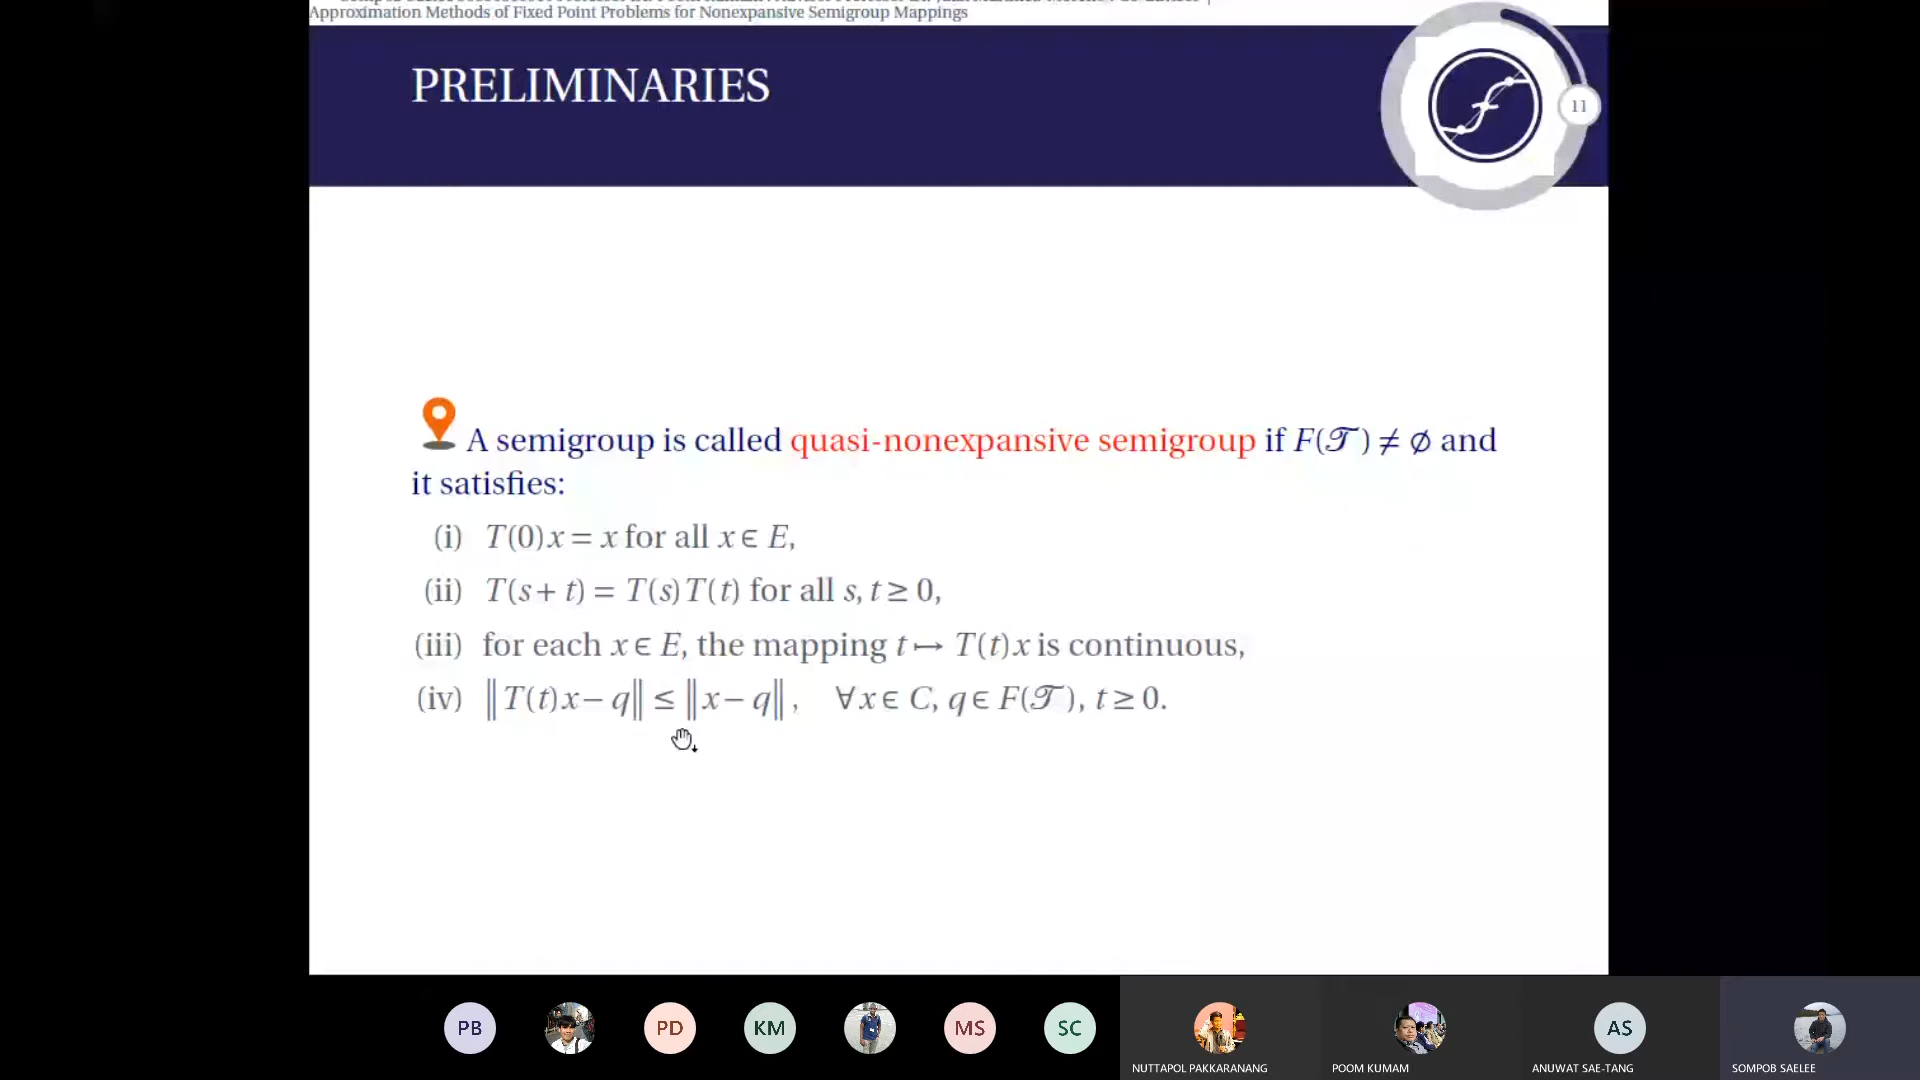 Approximation Methods of Fixed Point Problems for Nonexpansive Semigroup Mappings
PRELIMINARIES
11
A semigroup is called quasi-nonexpansive semigroup if F(𝒯) ≠ ∅ and
it satisfies:
(i) T(0)x = x for all x ∈ E,
(ii) T(s + t) = T(s)T(t) for all s, t ≥ 0,
(iii) for each x ∈ E, the mapping t ↦ T(t)x is continuous,
(iv) ‖T(t)x − q‖ ≤ ‖x − q‖, ∀x ∈ C, q ∈ F(𝒯), t ≥ 0.
PB
PD
KM
MS
SC
AS
NUTTAPOL PAKKARANANG
POOM KUMAM
ANUWAT SAE-TANG
SOMPOB SAELEE